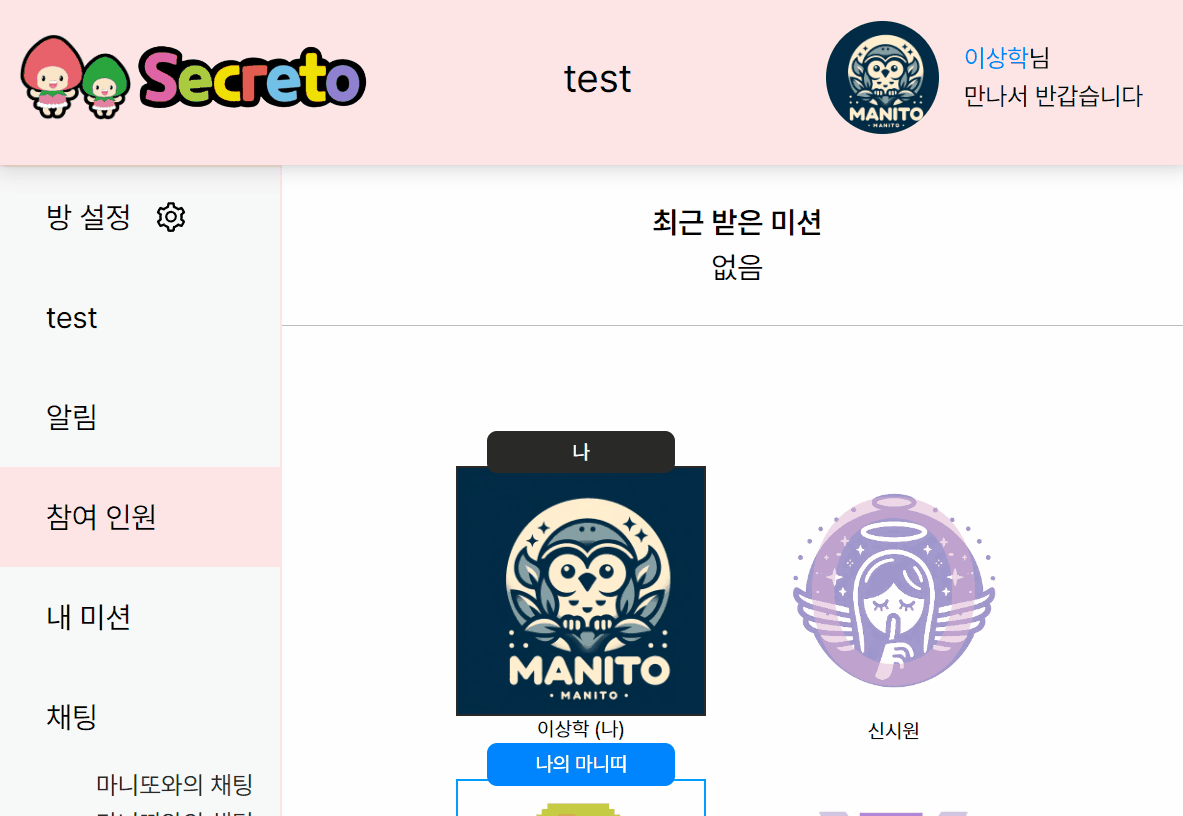 Secreto
test
MANITO
- MANITO -
이상학님
만나서 반갑습니다
방 설정
test
알림
참여 인원
내 미션
채팅
마니또와의 채팅
최근 받은 미션
없음
나
MANITO
· MANITO ·
이상학 (나)
신시원
나의 마니띠